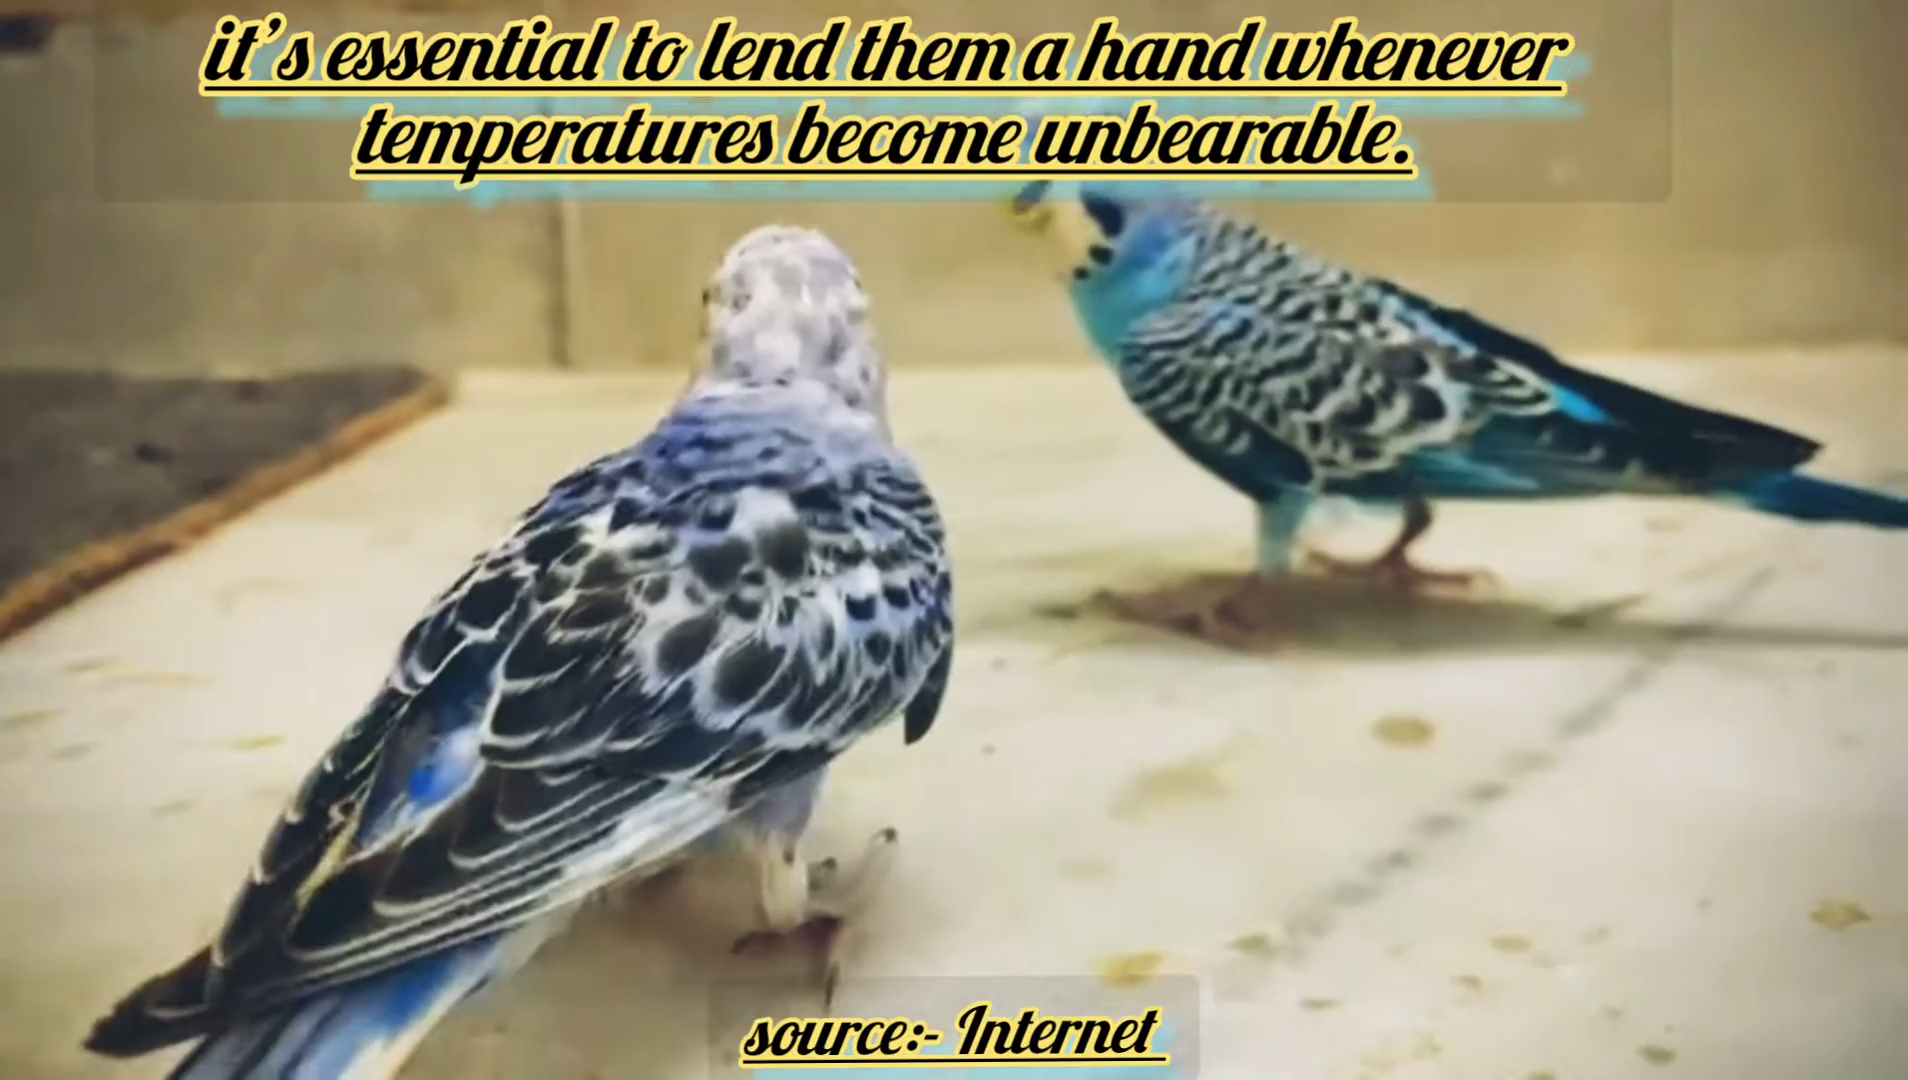 it's essential to lend them a hand whenever
temperatures become unbearable.
source:- Internet